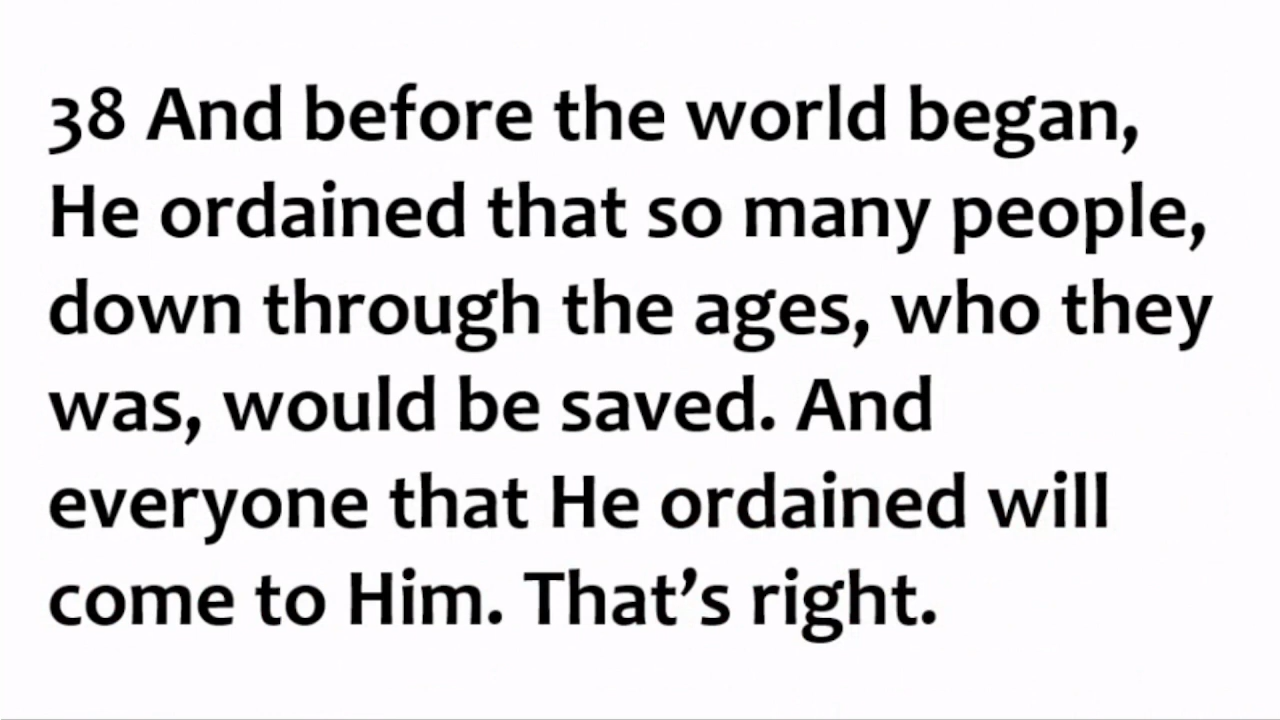 38 And before the world began,
He ordained that so many people,
down through the ages, who they
was, would be saved. And
everyone that He ordained will
come to Him. That’s right.